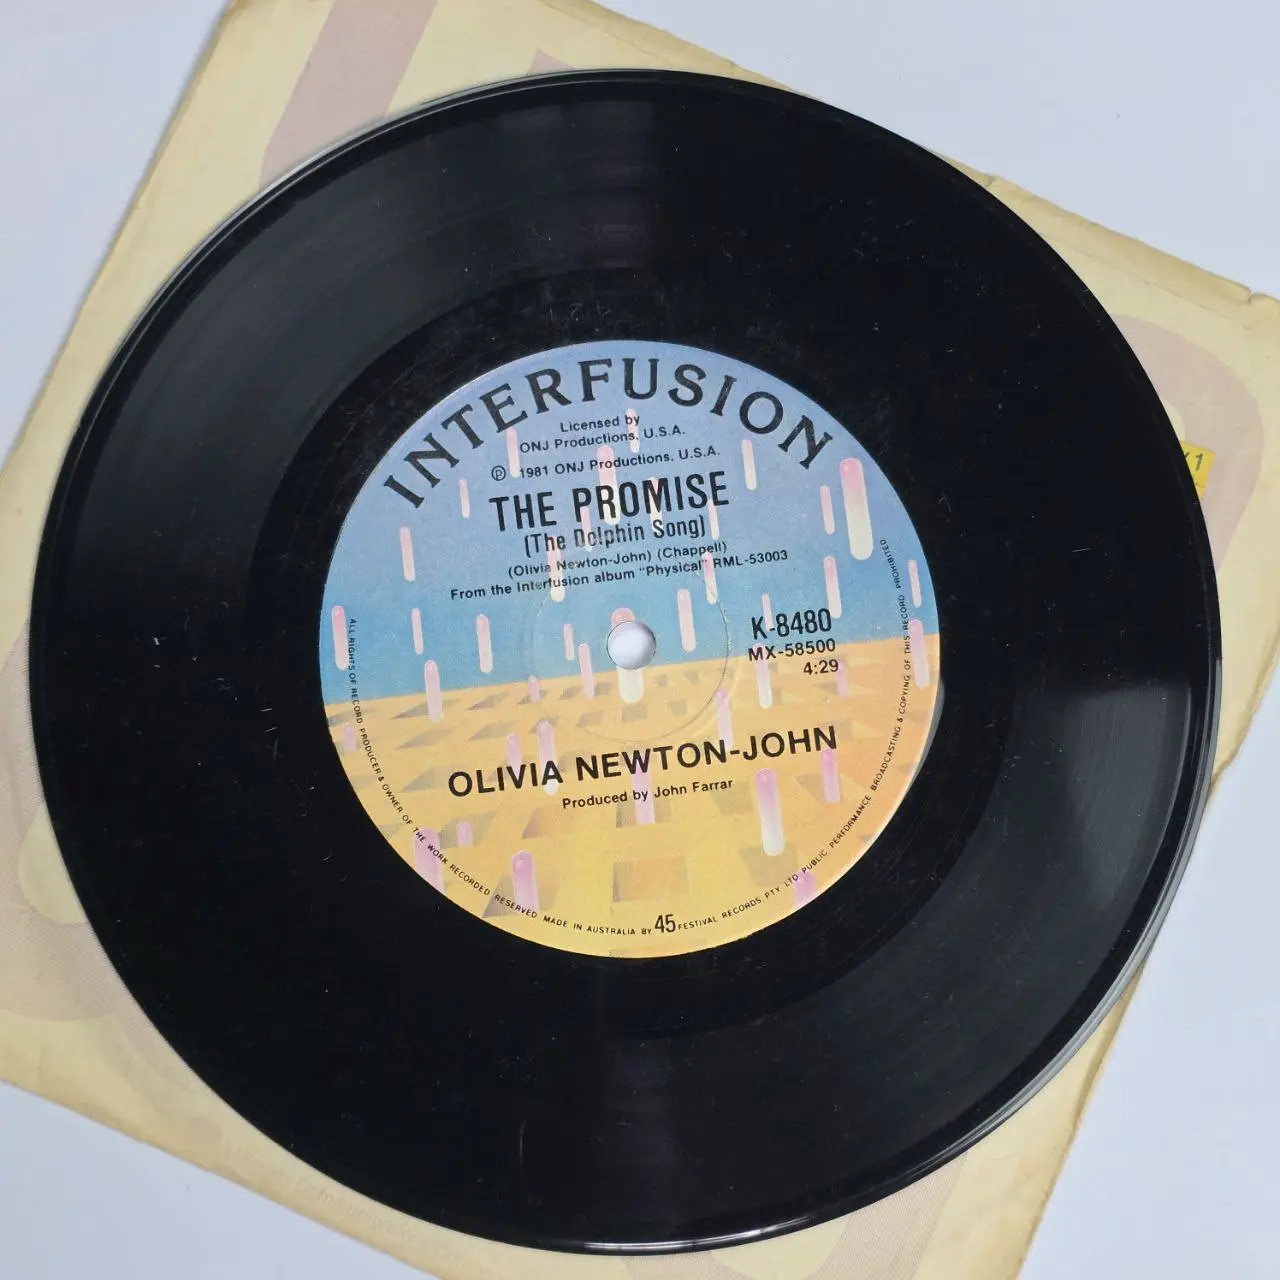 INTERFUSION
Licensed by
ONJ Productions, U.S.A.
Ⓟ 1981 ONJ Productions, U.S.A.
THE PROMISE
(The Dolphin Song)
(Olivia Newton-John) (Chappell)
From the Interfusion album "Physical" RML-53003
K-8480
MX-58500
4:29
OLIVIA NEWTON-JOHN
Produced by John Farrar
ALL RIGHTS OF RECORD PRODUCER & OWNER OF THE WORK RECORDED RESERVED MADE IN AUSTRALIA BY 45 FESTIVAL RECORDS PTY LTD PUBLIC PERFORMANCE BROADCASTING & COPYING OF THIS RECORD PROHIBITED